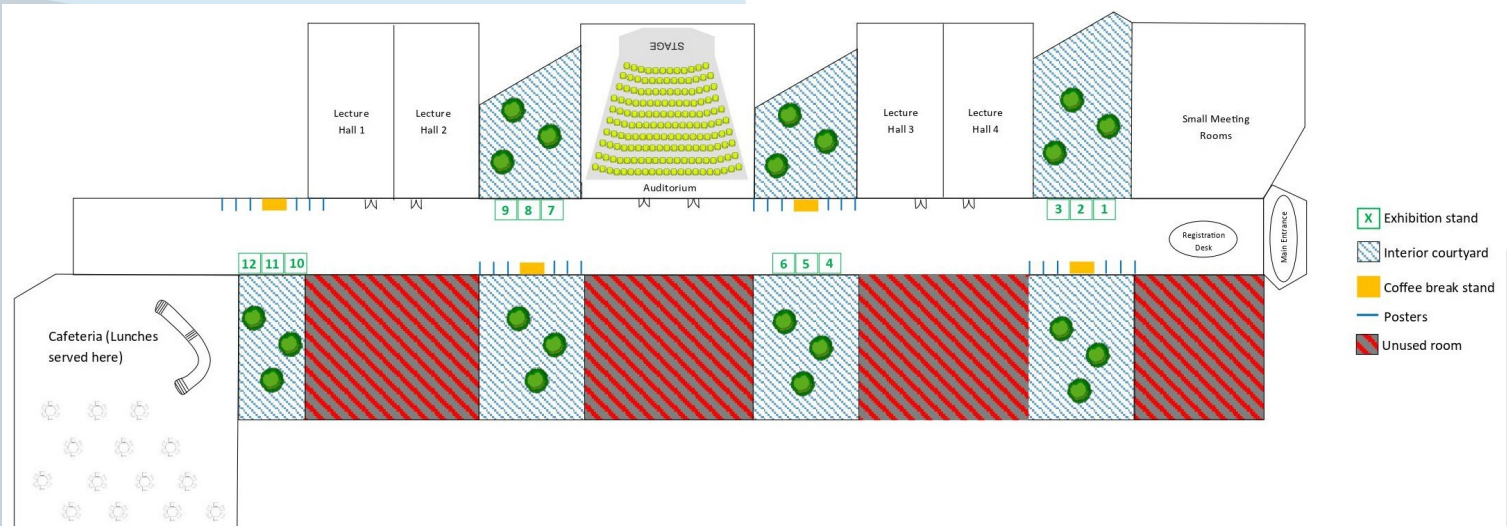 STAGE
Lecture
Hall 1
Lecture
Hall 2
Auditorium
Lecture
Hall 3
Lecture
Hall 4
Small Meeting
Rooms
9 8 7
3 2 1
Registration
Desk
Main Entrance
12 11 10
6 5 4
Cafeteria (Lunches
served here)
X Exhibition stand
Interior courtyard
Coffee break stand
Posters
Unused room